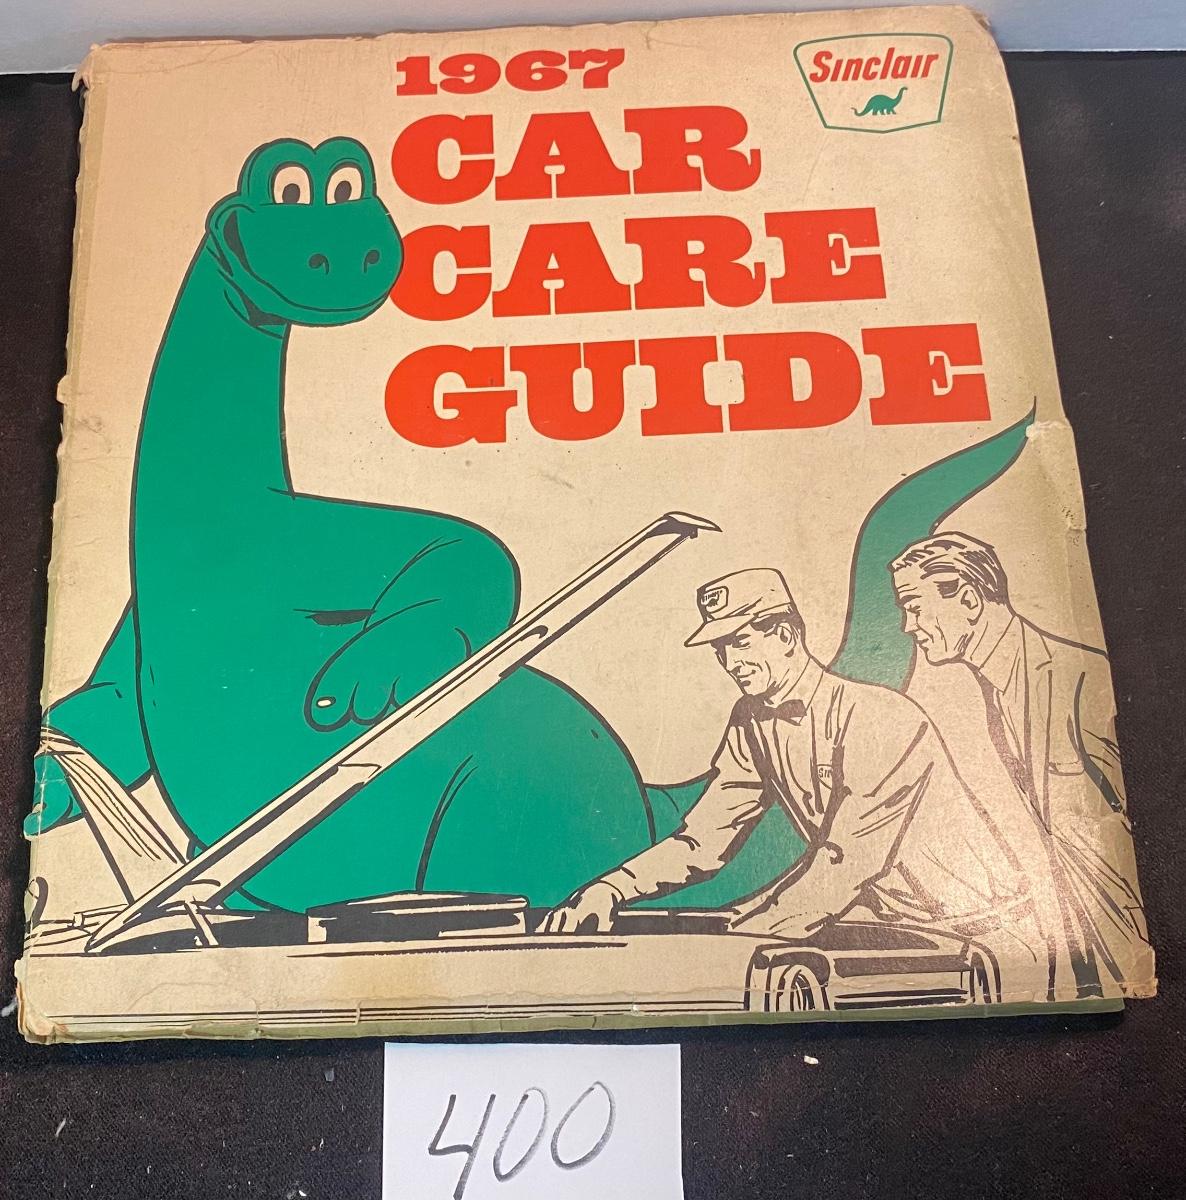 1967
Sinclair
CAR
CARE
GUIDE
400